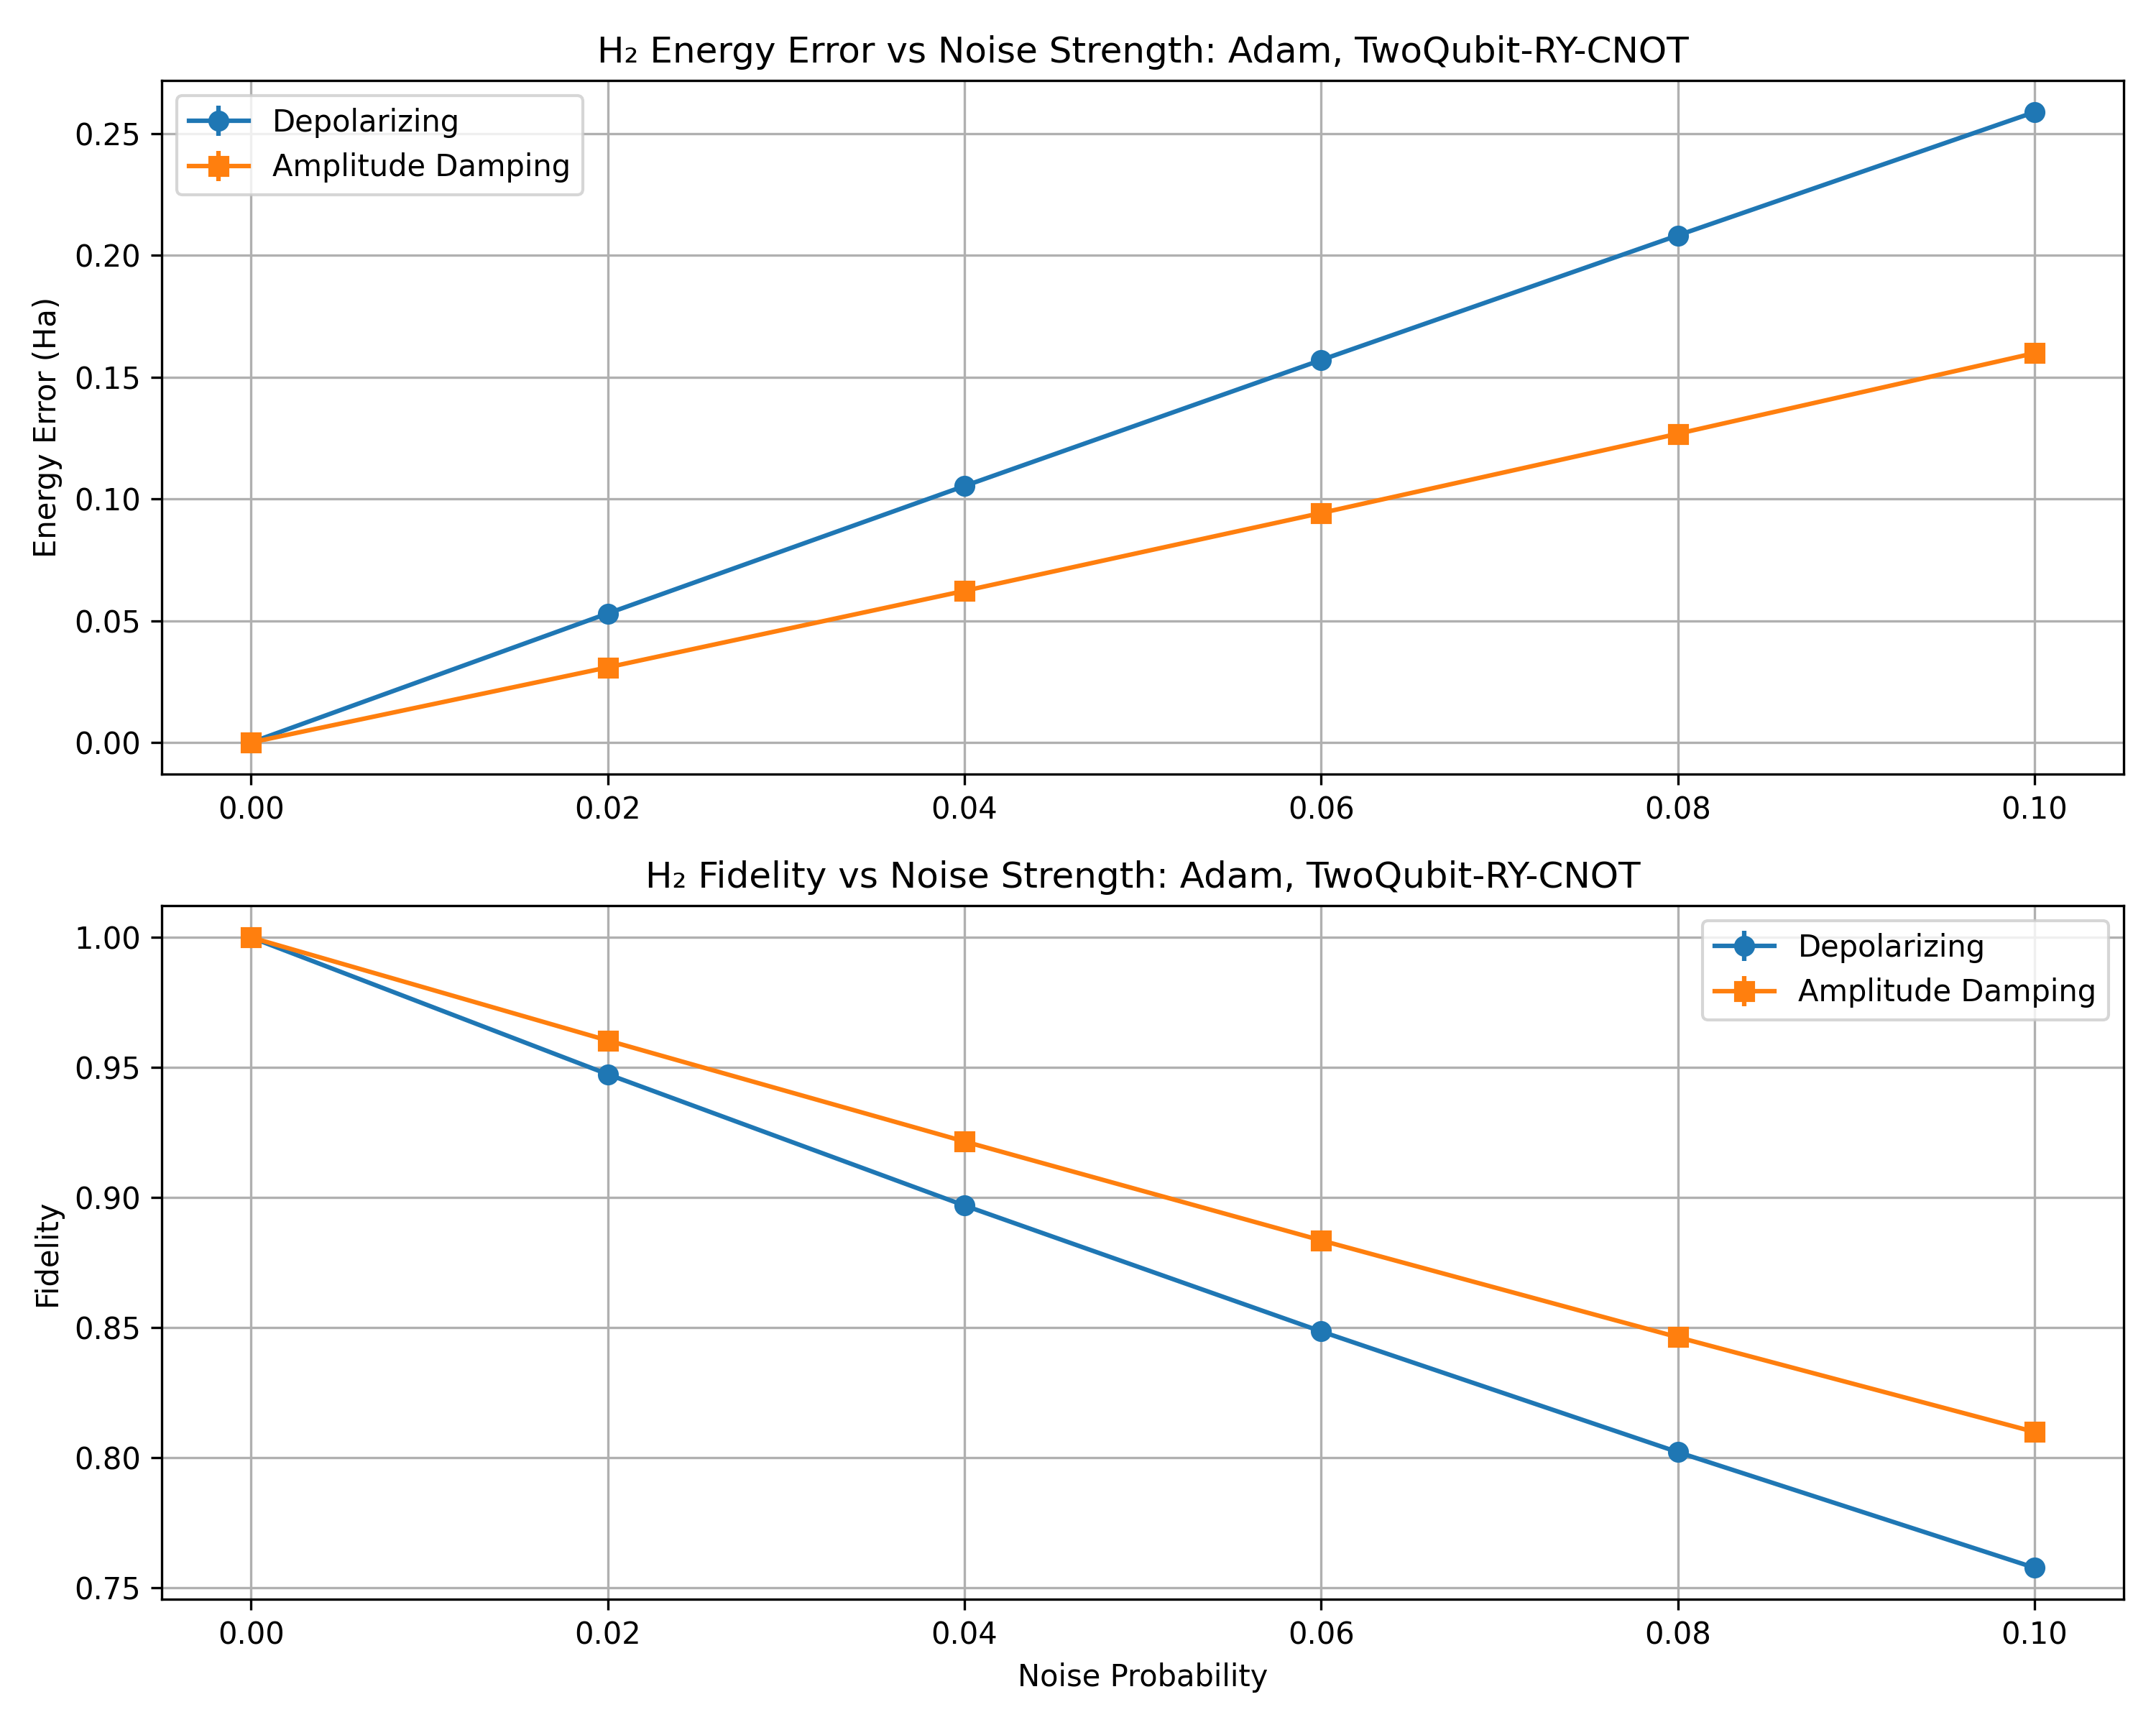 H₂ Energy Error vs Noise Strength: Adam, TwoQubit-RY-CNOT
Depolarizing
Amplitude Damping
Energy Error (Ha)
0.25
0.20
0.15
0.10
0.05
0.00
0.00 0.02 0.04 0.06 0.08 0.10
H₂ Fidelity vs Noise Strength: Adam, TwoQubit-RY-CNOT
Depolarizing
Amplitude Damping
Fidelity
1.00
0.95
0.90
0.85
0.80
0.75
0.00 0.02 0.04 0.06 0.08 0.10
Noise Probability